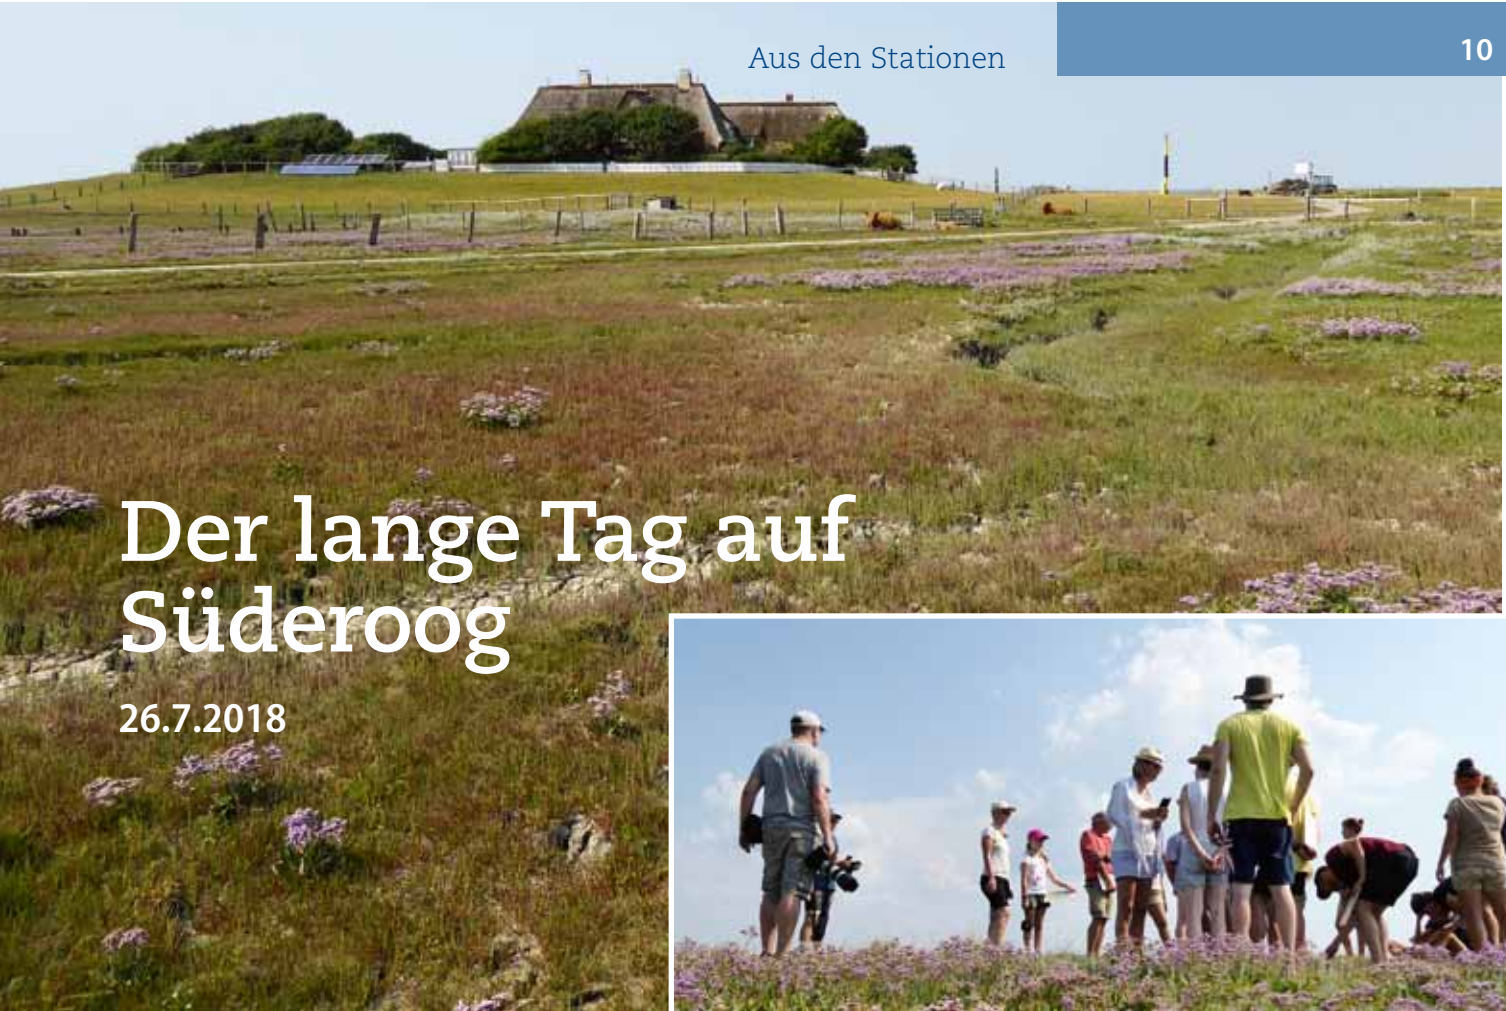 Aus den Stationen
10
Der lange Tag auf
Süderoog
26.7.2018